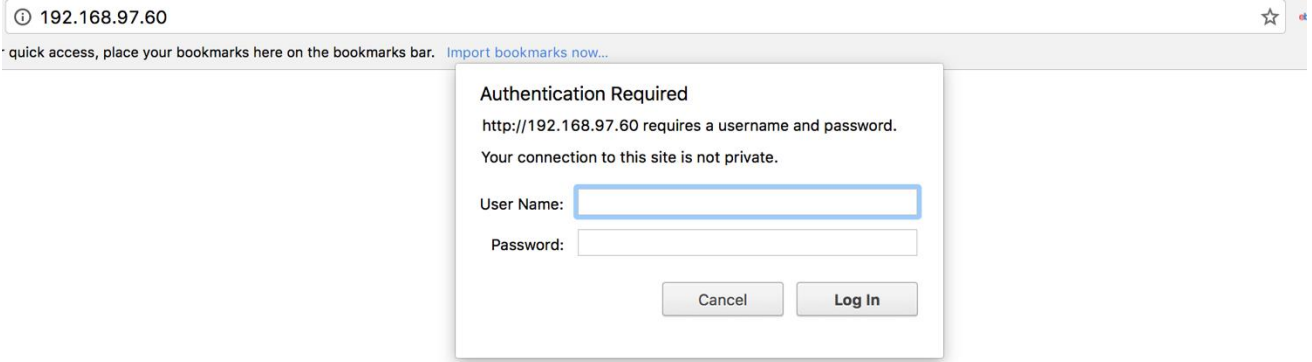 192.168.97.60
quick access, place your bookmarks here on the bookmarks bar. Import bookmarks now...
Authentication Required
http://192.168.97.60 requires a username and password.
Your connection to this site is not private.
User Name:
Password:
Cancel Log In